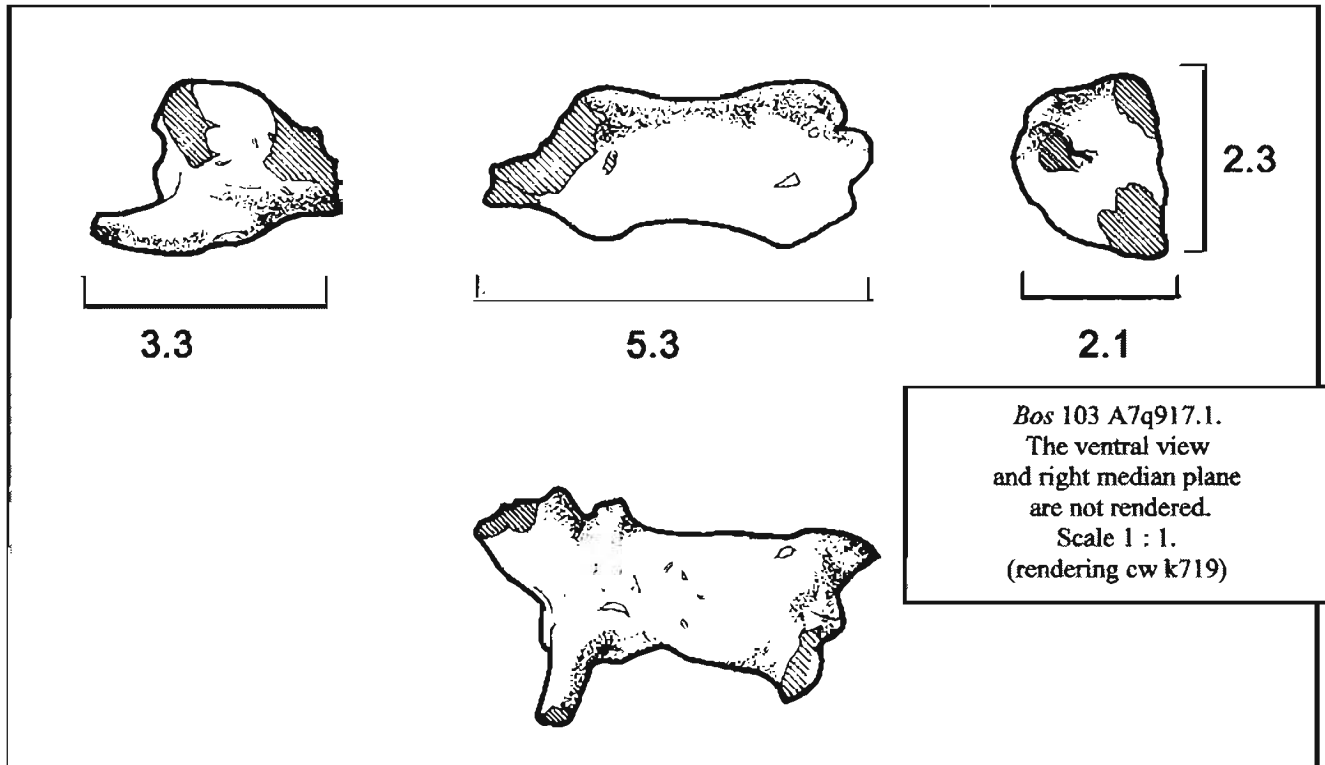 2.3
3.3
5.3
2.1
Bos 103 A7q917.1.
The ventral view
and right median plane
are not rendered.
Scale 1 : 1.
(rendering cw k719)